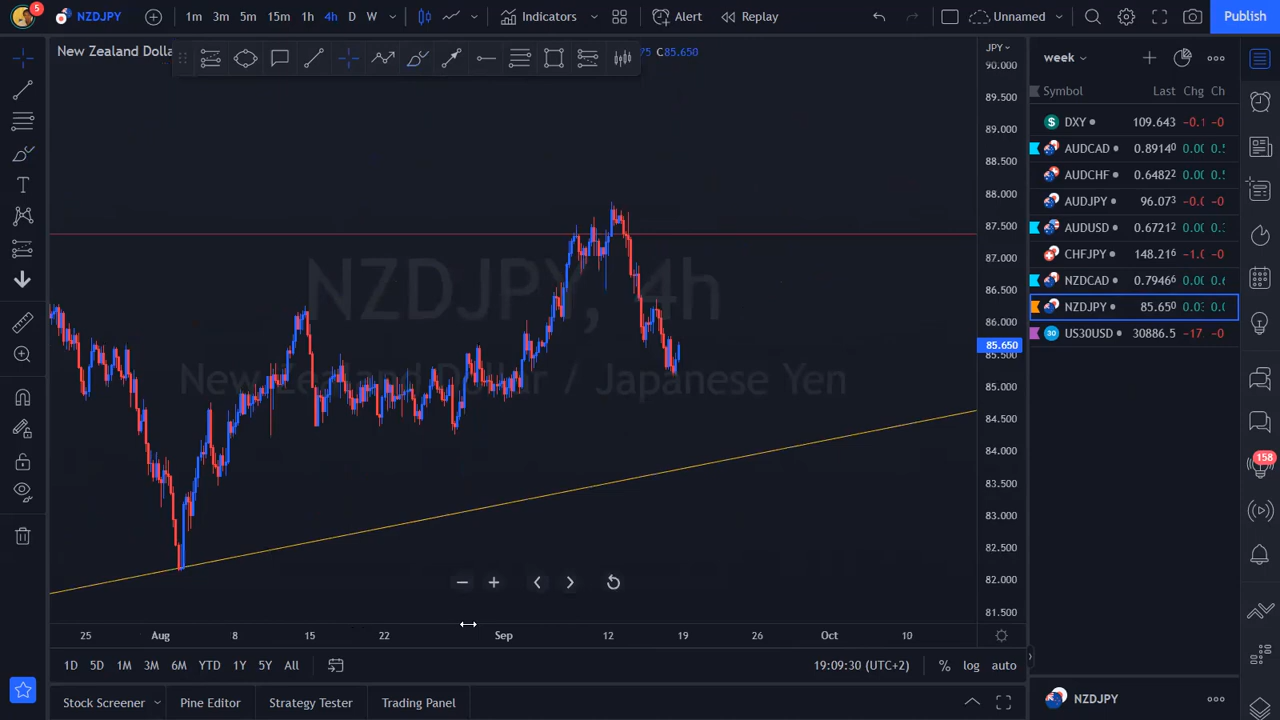 5
NZDJPY
1m 3m 5m 15m 1h 4h D W
Indicators
Alert
Replay
Unnamed
Publish
New Zealand Dolla
75 C85.650
JPY
90.000
89.500
89.000
88.500
88.000
87.500
87.000
86.500
86.000
85.650
85.500
85.000
84.500
84.000
83.500
83.000
82.500
82.000
81.500
NZDJPY, 4h
New Zealand Dollar / Japanese Yen
25 Aug 8 15 22 Sep 12 19 26 Oct 10
1D 5D 1M 3M 6M YTD 1Y 5Y All
19:09:30 (UTC+2)
% log auto
Stock Screener
Pine Editor
Strategy Tester
Trading Panel
week
Symbol Last Chg Ch
DXY 109.643 −0.1 −0
AUDCAD 0.8914⁰ 0.00 0.5
AUDCHF 0.6482² 0.00 0.5
AUDJPY 96.07³ −0.0 −0
AUDUSD 0.6721² 0.00 0.3
CHFJPY 148.21⁶ −1.0 −0
NZDCAD 0.7946⁶ 0.00 0.6
NZDJPY 85.65⁰ 0.03 0.0
US30USD 30886.5 −17 −0
158
NZDJPY